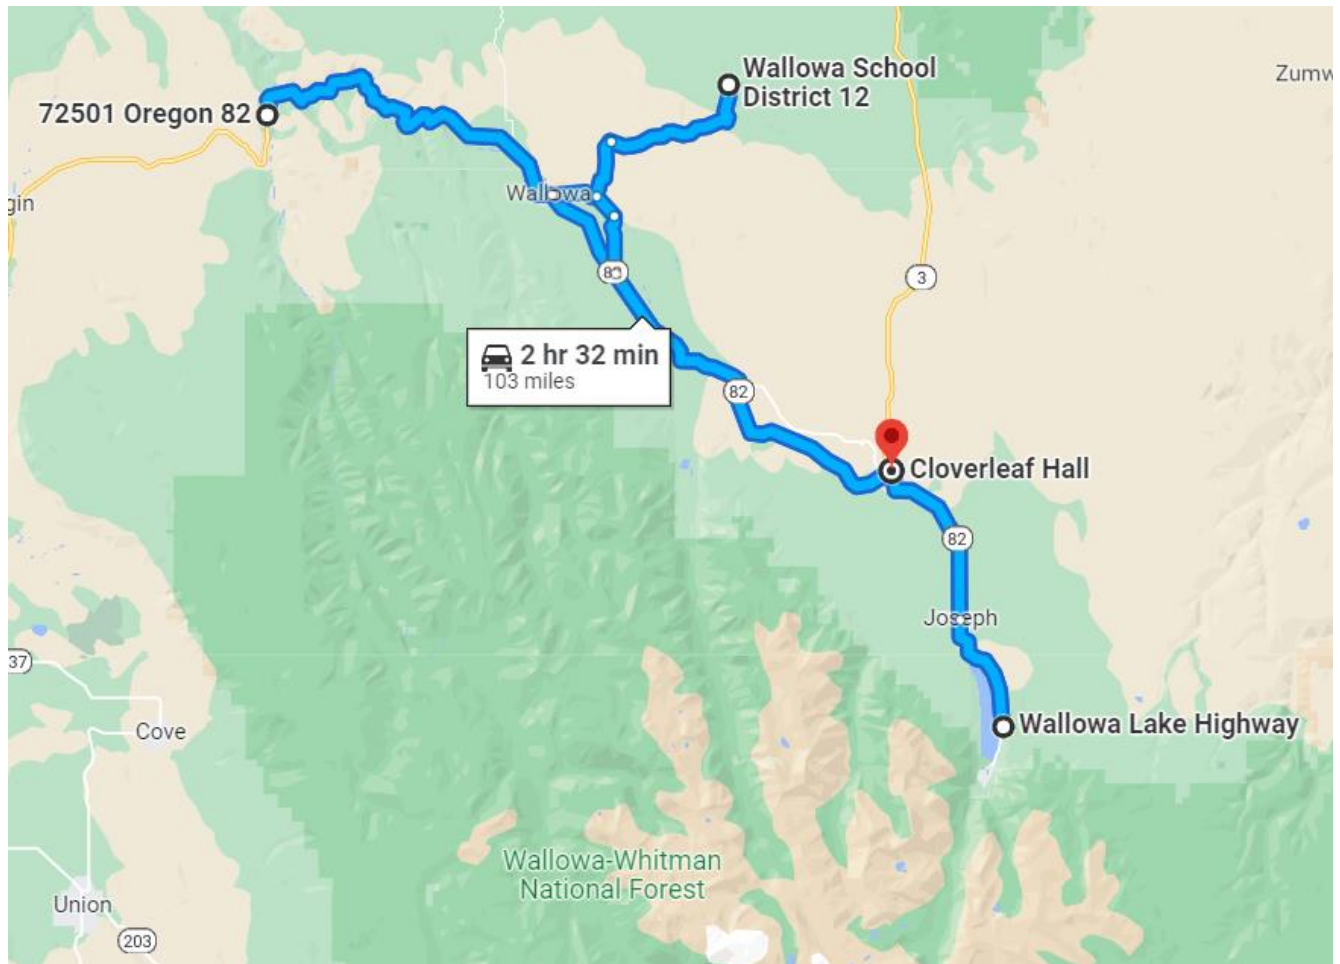 Wallowa School
District 12
Zumw
72501 Oregon 82
Wallowa
gin
82
3
2 hr 32 min
103 miles
82
Cloverleaf Hall
82
Joseph
37
Wallowa Lake Highway
Cove
Wallowa-Whitman
National Forest
Union
203